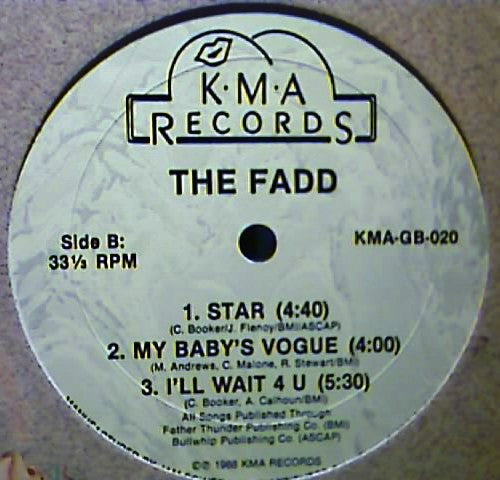 K·M·A
RECORDS
THE FADD
Side B:
33⅓ RPM
KMA-GB-020
1. STAR (4:40)
(C. Booker/J. Flenoy/BMI/ASCAP)
2. MY BABY'S VOGUE (4:00)
(M. Andrews, C. Malone, R. Stewart/BMI)
3. I'LL WAIT 4 U (5:30)
(C. Booker, A. Calhoun/BMI)
All Songs Published Through
Father Thunder Publishing Co. (BMI)
Bullwhip Publishing Co. (ASCAP)
©℗ 1988 KMA RECORDS